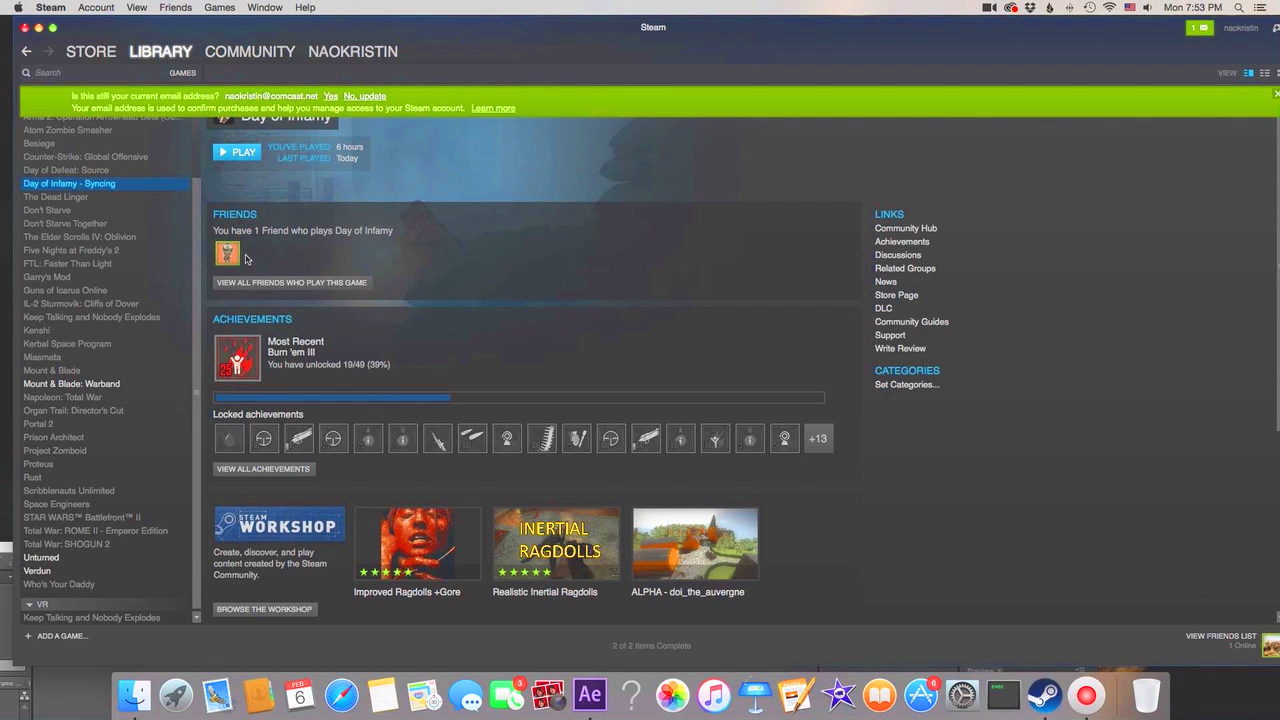 Steam Account View Friends Games Window Help
Mon 7:53 PM
Steam
1
naokristin
STORE LIBRARY COMMUNITY NAOKRISTIN
Search
GAMES
VIEW
Is this still your current email address? naokristin@comcast.net Yes No, update
Your email address is used to confirm purchases and help you manage access to your Steam account. Learn more
Atom Zombie Smasher
Besiege
Counter-Strike: Global Offensive
Day of Defeat: Source
Day of Infamy - Syncing
The Dead Linger
Don't Starve
Don't Starve Together
The Elder Scrolls IV: Oblivion
Five Nights at Freddy's 2
FTL: Faster Than Light
Garry's Mod
Guns of Icarus Online
IL-2 Sturmovik: Cliffs of Dover
Keep Talking and Nobody Explodes
Kenshi
Kerbal Space Program
Miasmata
Mount & Blade
Mount & Blade: Warband
Napoleon: Total War
Organ Trail: Director's Cut
Portal 2
Prison Architect
Project Zomboid
Proteus
Rust
Scribblenauts Unlimited
Space Engineers
STAR WARS™ Battlefront™ II
Total War: ROME II - Emperor Edition
Total War: SHOGUN 2
Unturned
Verdun
Who's Your Daddy
VR
Keep Talking and Nobody Explodes
+ ADD A GAME...
Day of Infamy
PLAY
YOU'VE PLAYED 6 hours
LAST PLAYED Today
FRIENDS
You have 1 Friend who plays Day of Infamy
VIEW ALL FRIENDS WHO PLAY THIS GAME
ACHIEVEMENTS
25
Most Recent
Burn 'em III
You have unlocked 19/49 (39%)
Locked achievements
+13
VIEW ALL ACHIEVEMENTS
STEAM WORKSHOP
Create, discover, and play
content created by the Steam
Community.
BROWSE THE WORKSHOP
Improved Ragdolls +Gore
INERTIAL
RAGDOLLS
Realistic Inertial Ragdolls
ALPHA - doi_the_auvergne
LINKS
Community Hub
Achievements
Discussions
Related Groups
News
Store Page
DLC
Community Guides
Support
Write Review
CATEGORIES
Set Categories...
2 of 2 Items Complete
VIEW FRIENDS LIST
1 Online
Preview
FEB
6
3
Ae
?
6
exec